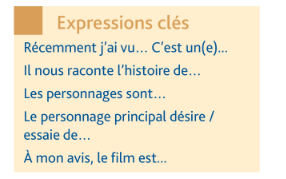 Expressions clés
Récemment j'ai vu… C'est un(e)...
Il nous raconte l'histoire de…
Les personnages sont…
Le personnage principal désire /
essaie de…
À mon avis, le film est...